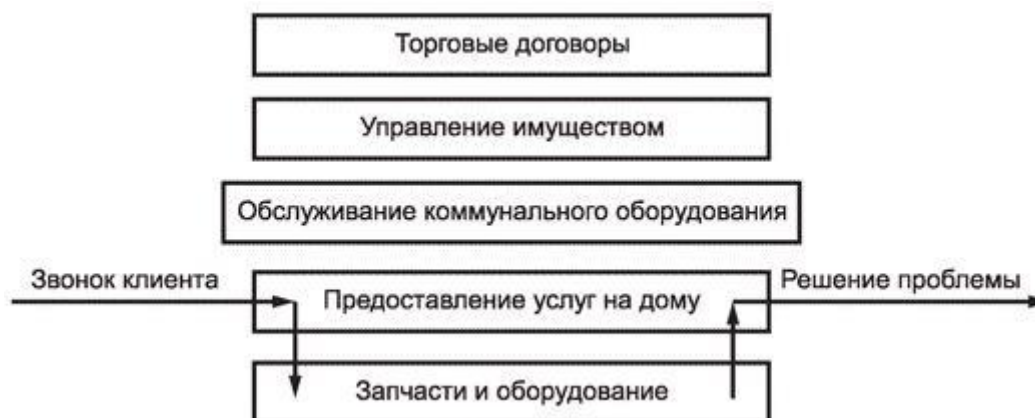 Торговые договоры
Управление имуществом
Обслуживание коммунального оборудования
Звонок клиента
Предоставление услуг на дому
Решение проблемы
Запчасти и оборудование